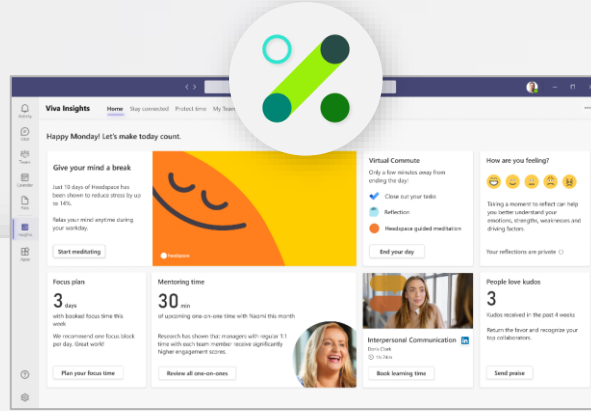 Viva Insights Home Stay connected Protect time My Team
Activity
Chat
Teams
Calendar
Files
Insights
Apps
Happy Monday! Let's make today count.
Give your mind a break
Just 10 days of Headspace has
been shown to reduce stress by up
to 14%.
Relax your mind anytime during
your workday.
Start meditating
headspace
Virtual Commute
Only a few minutes away from
ending the day!
Close out your tasks
Reflection
Headspace guided meditation
End your day
How are you feeling?
Taking a moment to reflect can help
you better understand your
emotions, strengths, weaknesses and
driving factors.
Your reflections are private
Focus plan
3 days
with booked focus time this
week
We recommend one focus block
per day. Great work!
Plan your focus time
Mentoring time
30 min
of upcoming one-on-one time with Naomi this month
Research has shown that managers with regular 1:1
time with each team member receive significantly
higher engagement scores.
Review all one-on-ones
Interpersonal Communication in
Book learning time
People love kudos
3
Kudos received in the past 4 weeks
Return the favor and recognize your
top collaborators.
Send praise